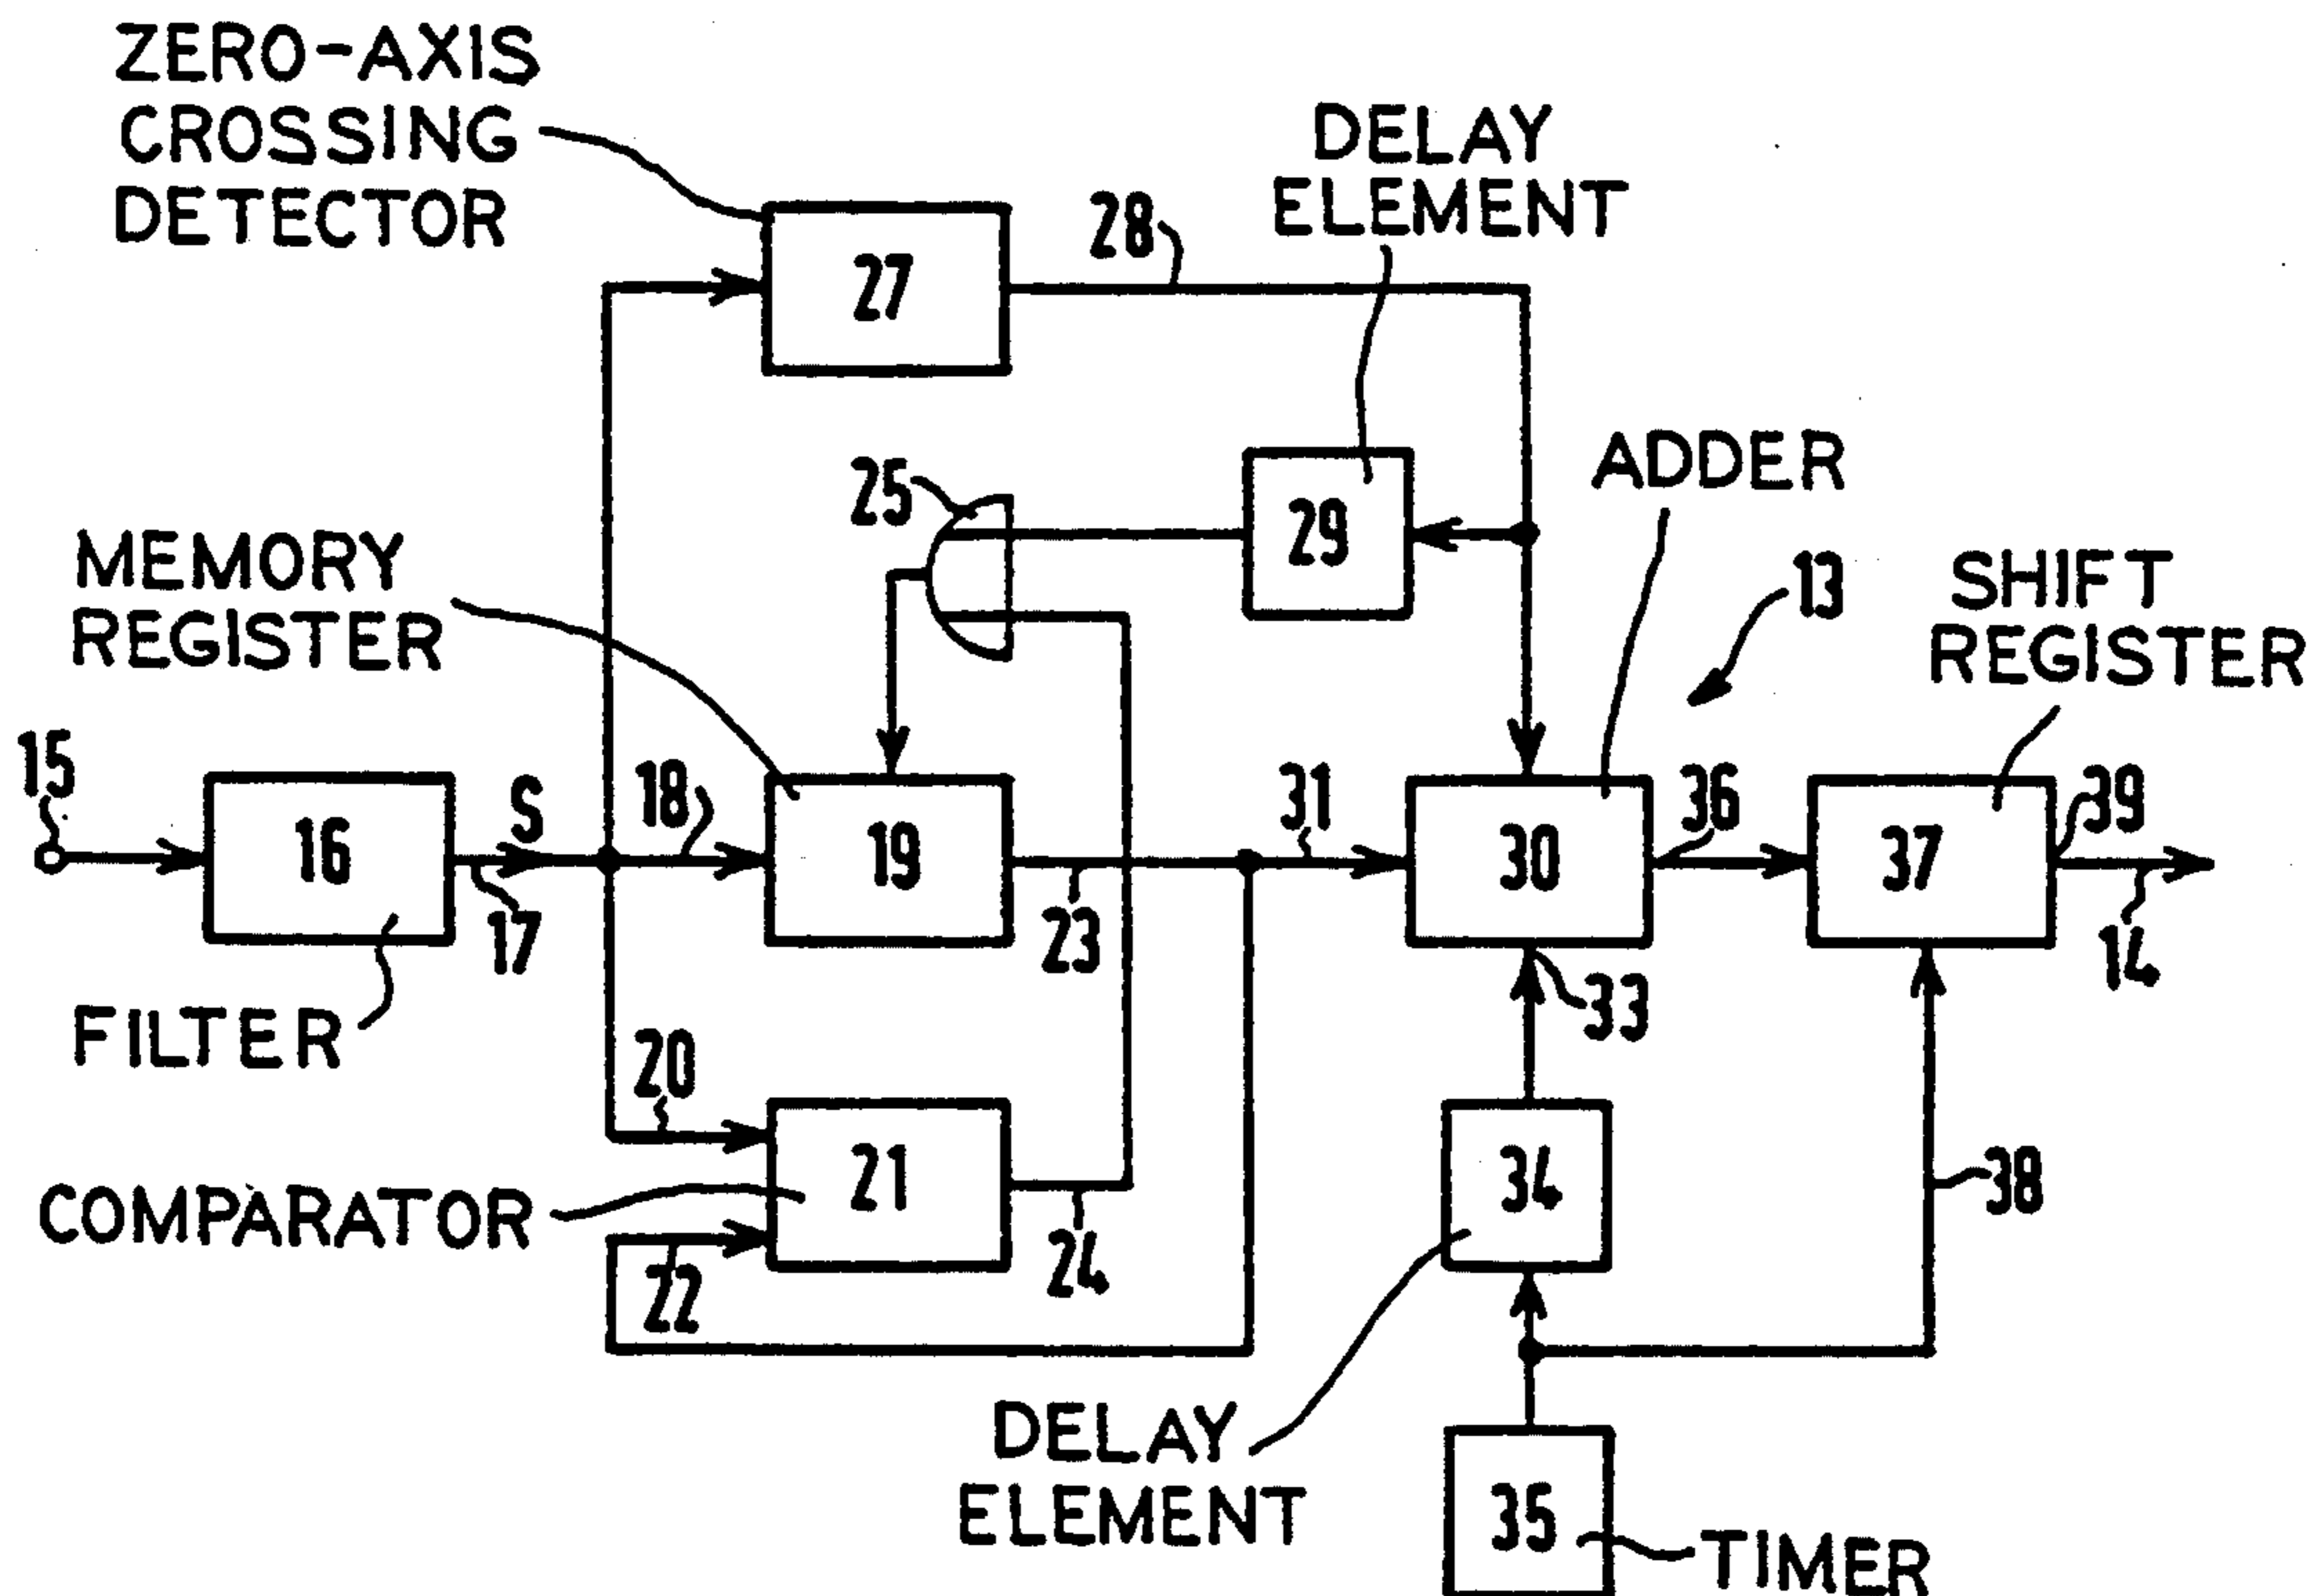 ZERO-AXIS
CROSSING
DETECTOR
27
28
DELAY
ELEMENT
25
29
ADDER
13
SHIFT
REGISTER
MEMORY
REGISTER
15
16
S
17
18
19
23
31
30
36
37
39
14
FILTER
33
20
21
COMPARATOR
22
24
34
38
DELAY
ELEMENT
35
TIMER